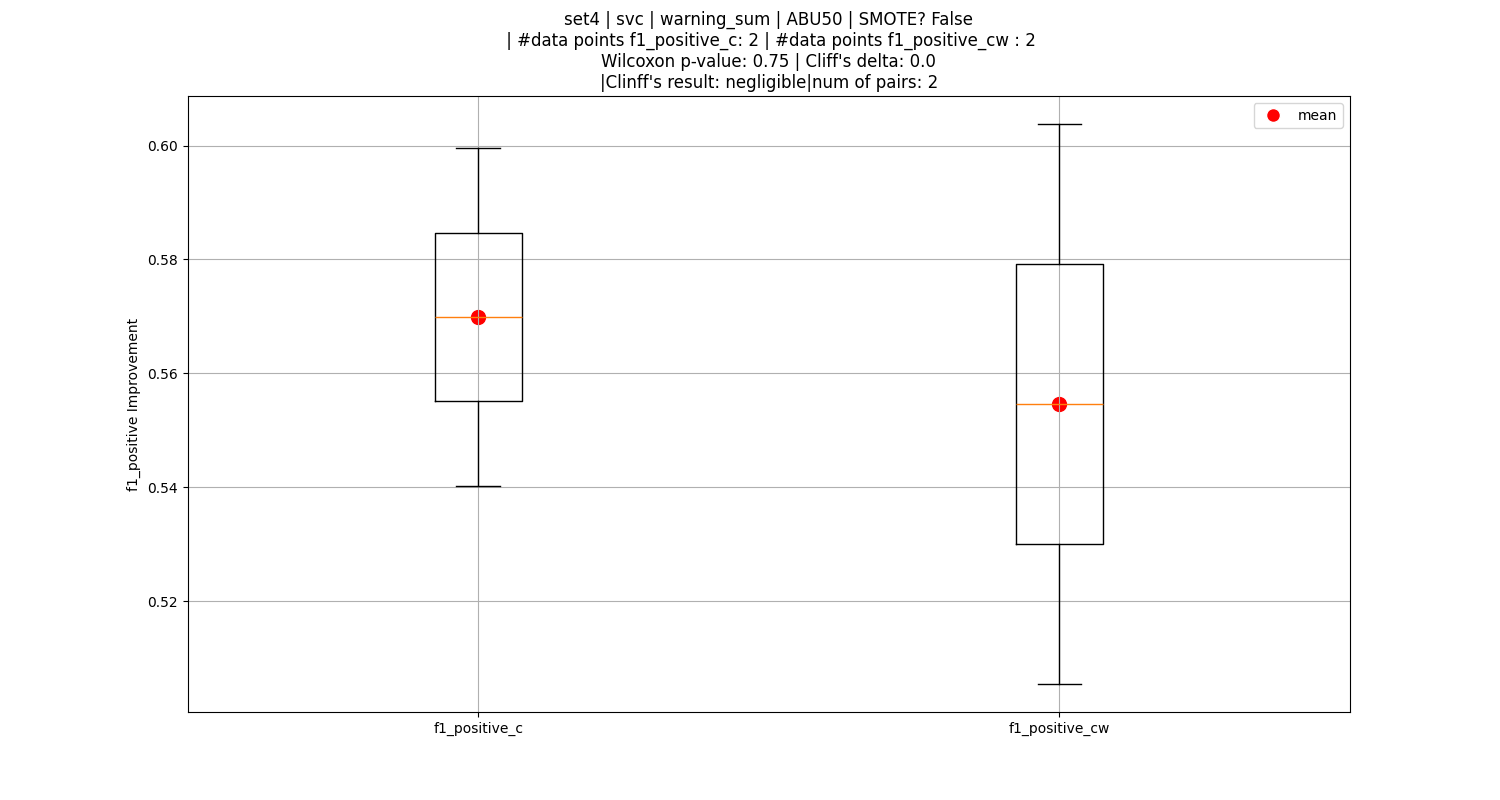 set4 | svc | warning_sum | ABU50 | SMOTE? False
| #data points f1_positive_c: 2 | #data points f1_positive_cw : 2
Wilcoxon p-value: 0.75 | Cliff's delta: 0.0
|Clinff's result: negligible|num of pairs: 2
mean
0.60
0.58
0.56
0.54
0.52
f1_positive Improvement
f1_positive_c
f1_positive_cw